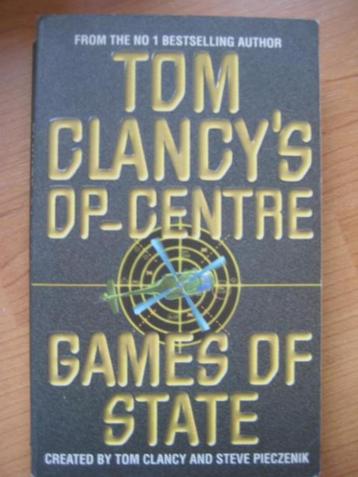 FROM THE NO 1 BESTSELLING AUTHOR
TOM
CLANCY'S
OP-CENTRE
GAMES OF
STATE
CREATED BY TOM CLANCY AND STEVE PIECZENIK